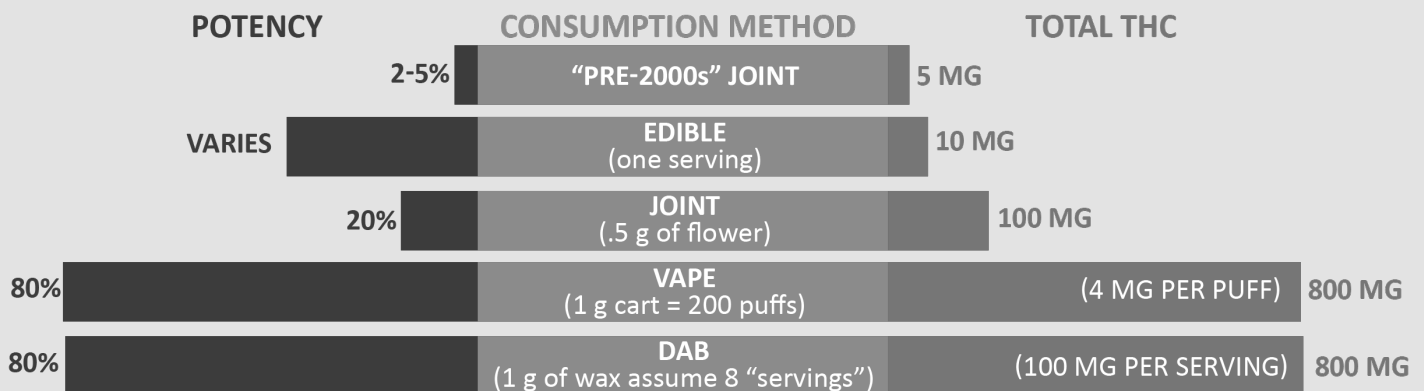 POTENCY CONSUMPTION METHOD TOTAL THC
2-5% “PRE-2000s” JOINT 5 MG
VARIES EDIBLE 10 MG
(one serving)
20% JOINT 100 MG
(.5 g of flower)
80% VAPE (4 MG PER PUFF) 800 MG
(1 g cart = 200 puffs)
80% DAB (100 MG PER SERVING) 800 MG
(1 g of wax assume 8 “servings”)